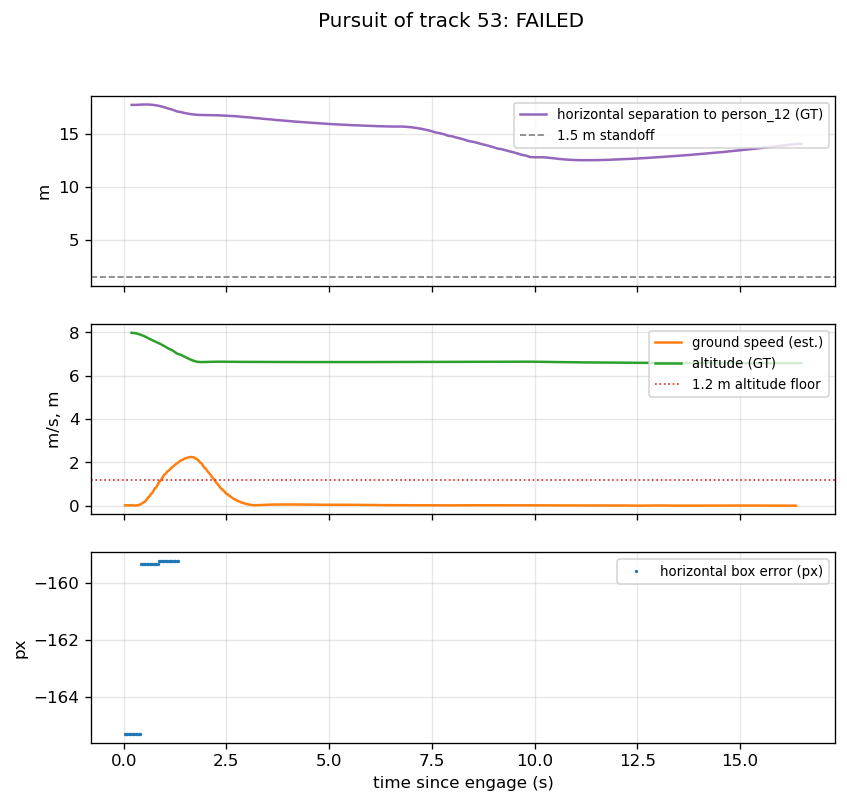 Pursuit of track 53: FAILED
horizontal separation to person_12 (GT)
1.5 m standoff
15
10
5
m
ground speed (est.)
altitude (GT)
1.2 m altitude floor
8
6
4
2
0
m/s, m
horizontal box error (px)
−160
−162
−164
px
0.0 2.5 5.0 7.5 10.0 12.5 15.0
time since engage (s)